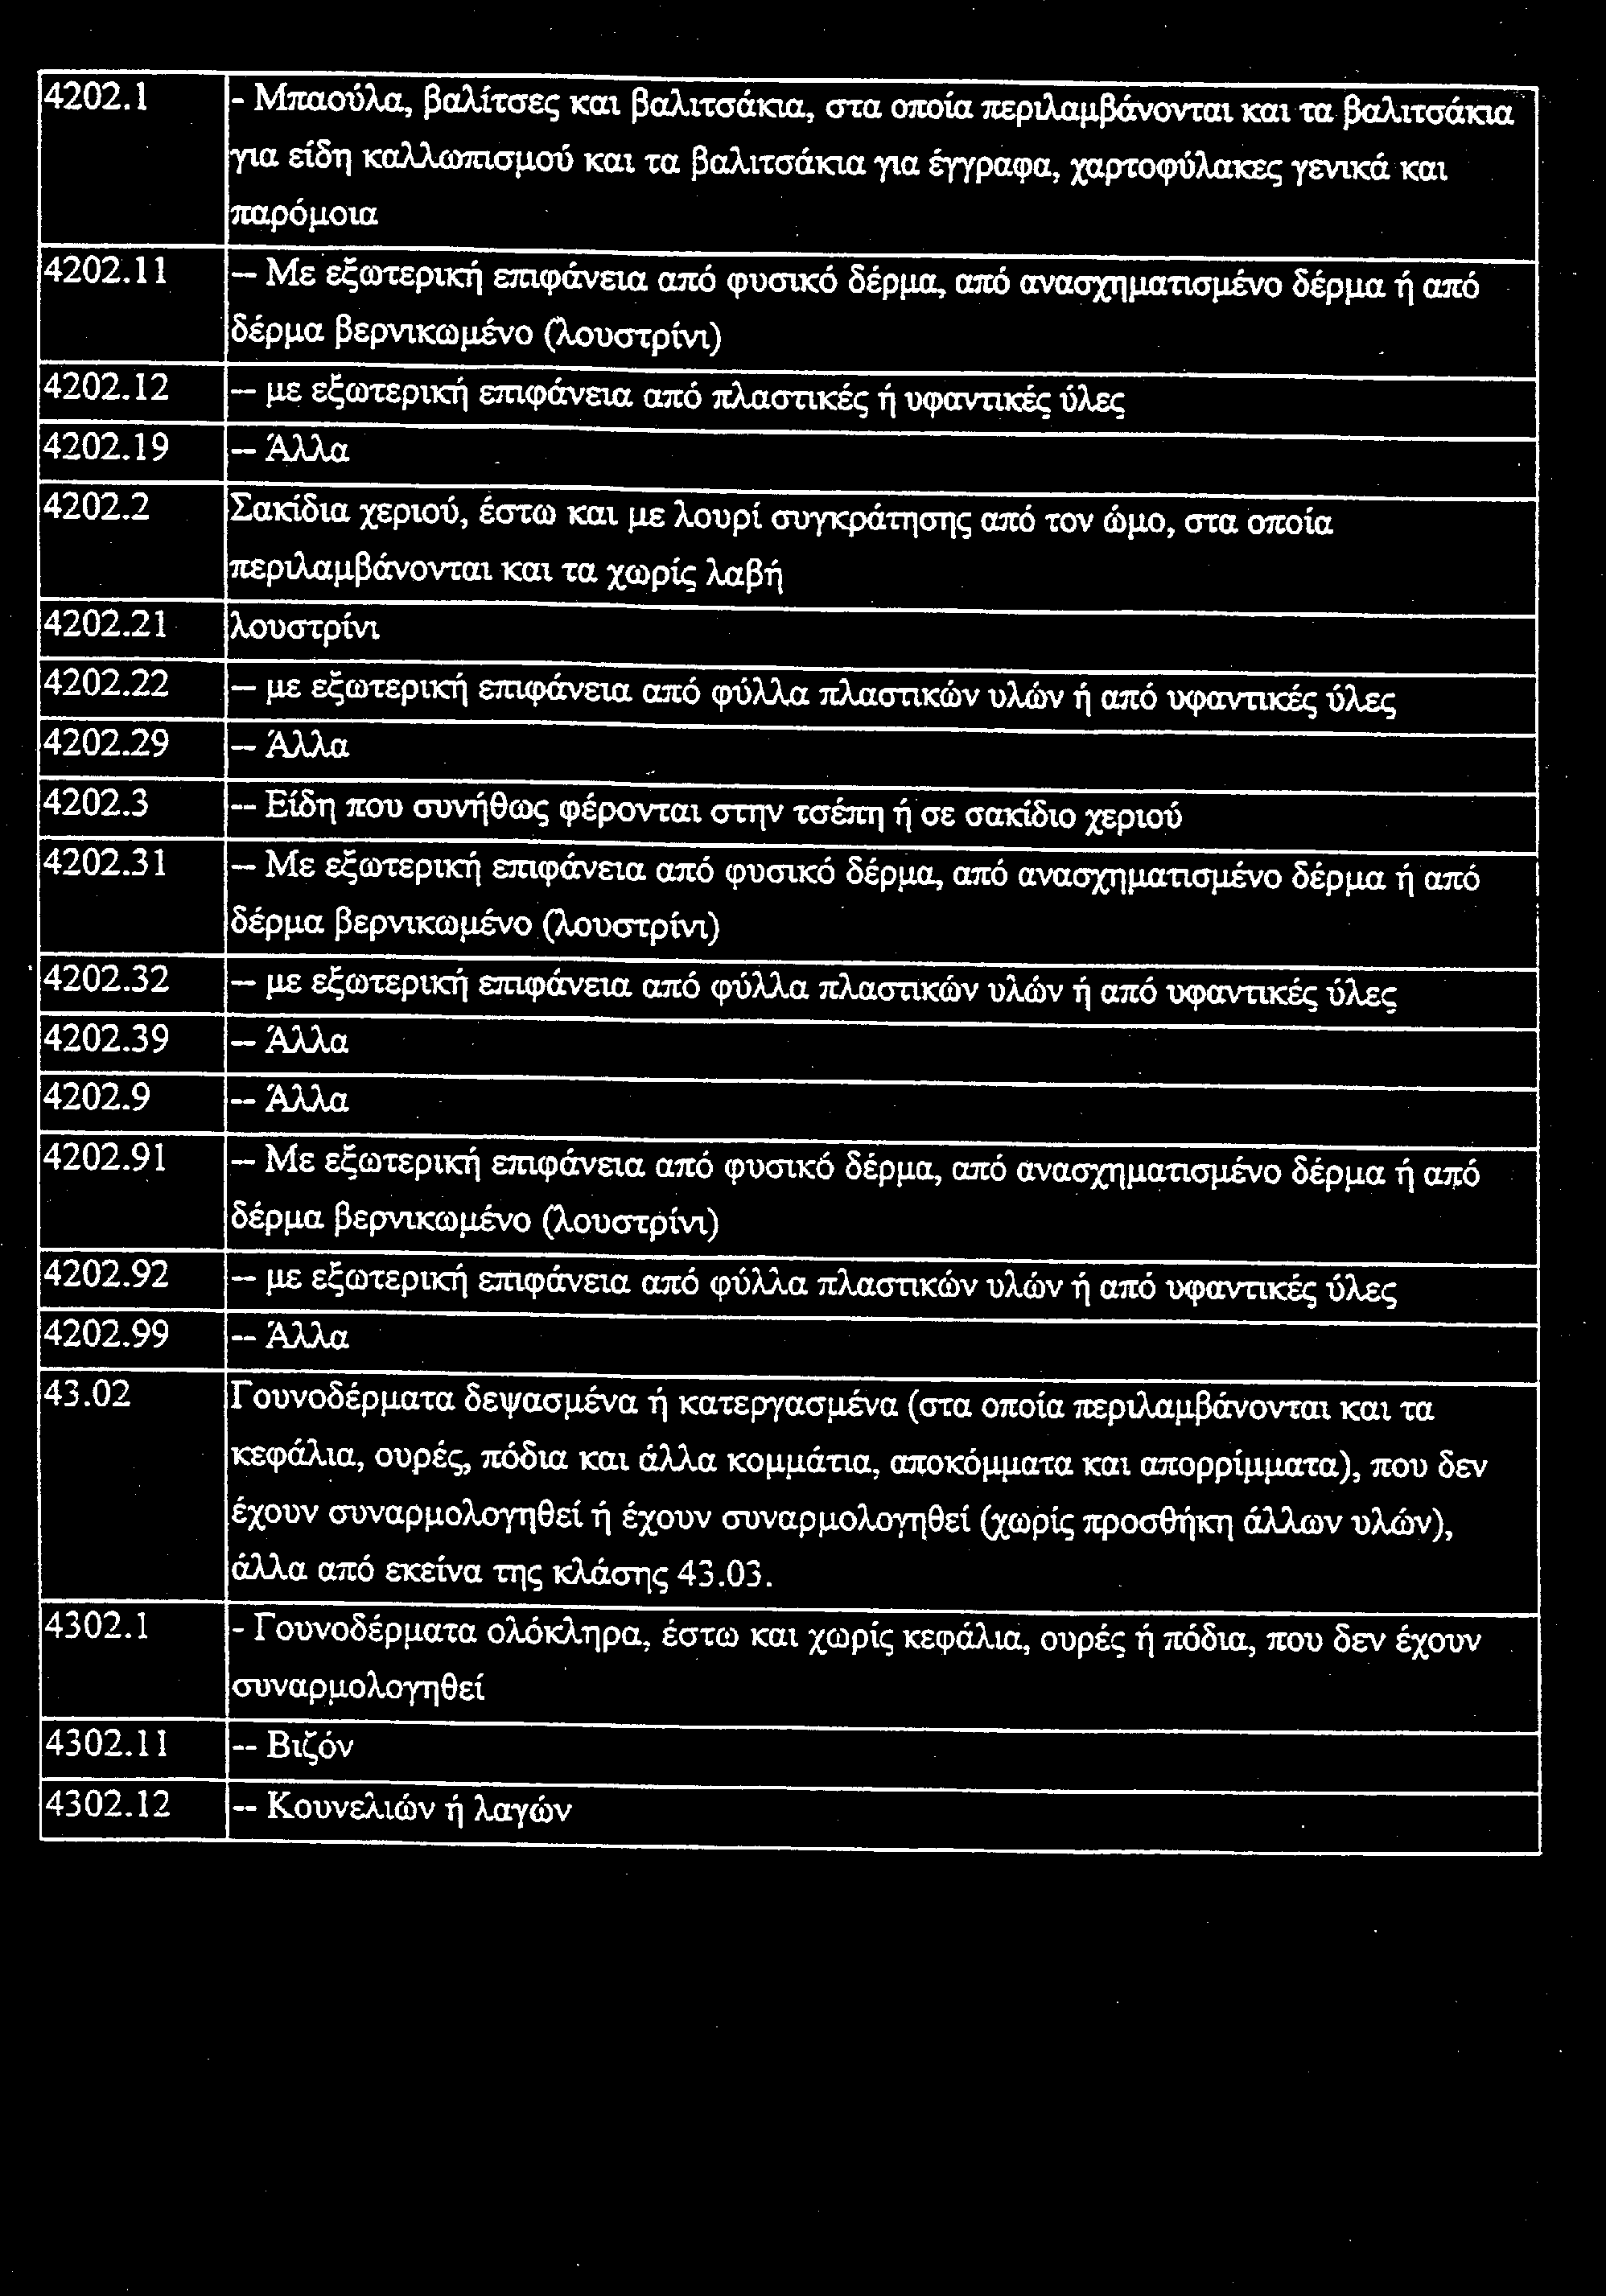 4202.1 - Μπαούλα, βαλίτσες και βαλιτσάκια, στα οποία περιλαμβάνονται και τα βαλιτσάκια
για είδη καλλωπισμού και τα βαλιτσάκια για έγγραφα, χαρτοφύλακες γενικά και
παρόμοια
4202.11 -- Με εξωτερική επιφάνεια από φυσικό δέρμα, από ανασχηματισμένο δέρμα ή από
δέρμα βερνικωμένο (λουστρίνι)
4202.12 -- με εξωτερική επιφάνεια από πλαστικές ή υφαντικές ύλες
4202.19 -- Άλλα
4202.2 Σακίδια χεριού, έστω και με λουρί συγκράτησης από τον ώμο, στα οποία
περιλαμβάνονται και τα χωρίς λαβή
4202.21 λουστρίνι
4202.22 -- με εξωτερική επιφάνεια από φύλλα πλαστικών υλών ή από υφαντικές ύλες
4202.29 -- Άλλα
4202.3 -- Είδη που συνήθως φέρονται στην τσέπη ή σε σακίδιο χεριού
4202.31 -- Με εξωτερική επιφάνεια από φυσικό δέρμα, από ανασχηματισμένο δέρμα ή από
δέρμα βερνικωμένο (λουστρίνι)
4202.32 -- με εξωτερική επιφάνεια από φύλλα πλαστικών υλών ή από υφαντικές ύλες
4202.39 -- Άλλα
4202.9 -- Άλλα
4202.91 -- Με εξωτερική επιφάνεια από φυσικό δέρμα, από ανασχηματισμένο δέρμα ή από
δέρμα βερνικωμένο (λουστρίνι)
4202.92 -- με εξωτερική επιφάνεια από φύλλα πλαστικών υλών ή από υφαντικές ύλες
4202.99 -- Άλλα
43.02 Γουνοδέρματα δεψασμένα ή κατεργασμένα (στα οποία περιλαμβάνονται και τα
κεφάλια, ουρές, πόδια και άλλα κομμάτια, αποκόμματα και απορρίμματα), που δεν
έχουν συναρμολογηθεί ή έχουν συναρμολογηθεί (χωρίς προσθήκη άλλων υλών),
άλλα από εκείνα της κλάσης 43.03.
4302.1 - Γουνοδέρματα ολόκληρα, έστω και χωρίς κεφάλια, ουρές ή πόδια, που δεν έχουν
συναρμολογηθεί
4302.11 -- Βιζόν
4302.12 -- Κουνελιών ή λαγών